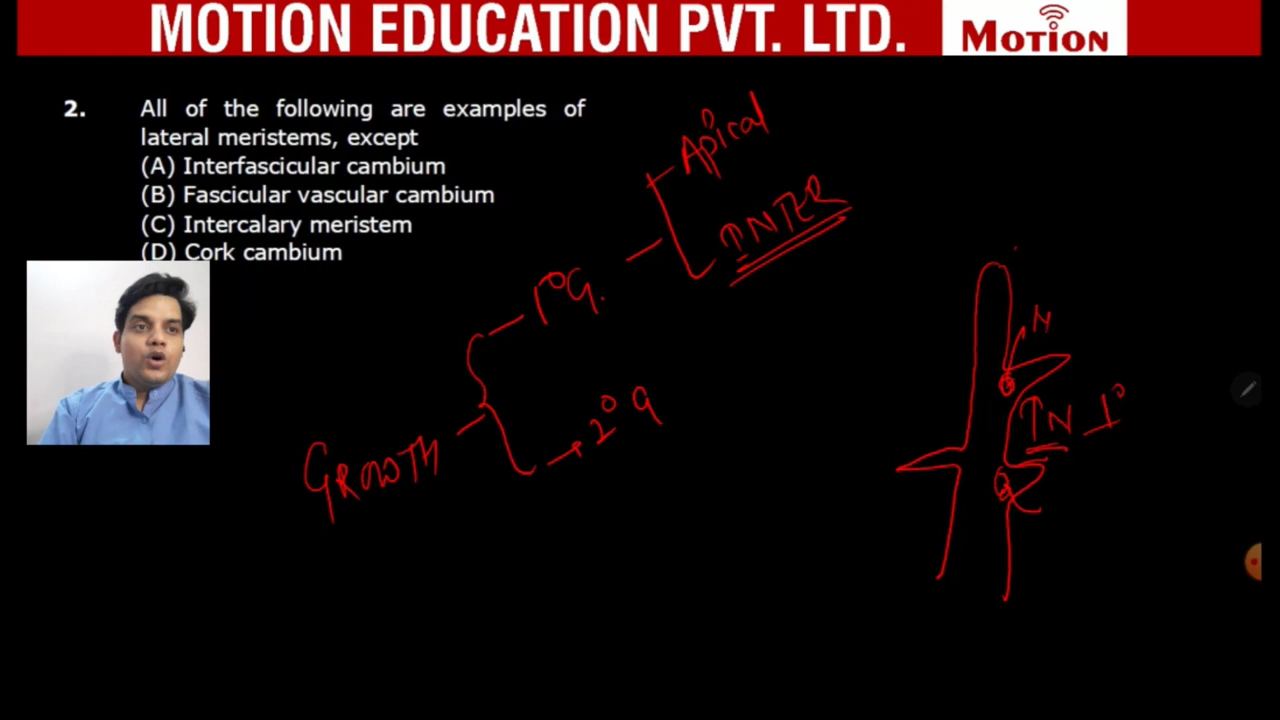 MOTION EDUCATION PVT. LTD.
MOTION
2. All of the following are examples of
lateral meristems, except
(A) Interfascicular cambium
(B) Fascicular vascular cambium
(C) Intercalary meristem
(D) Cork cambium
Apical
INTER
1°G.
GROWTH
2° G
N
IN 1°